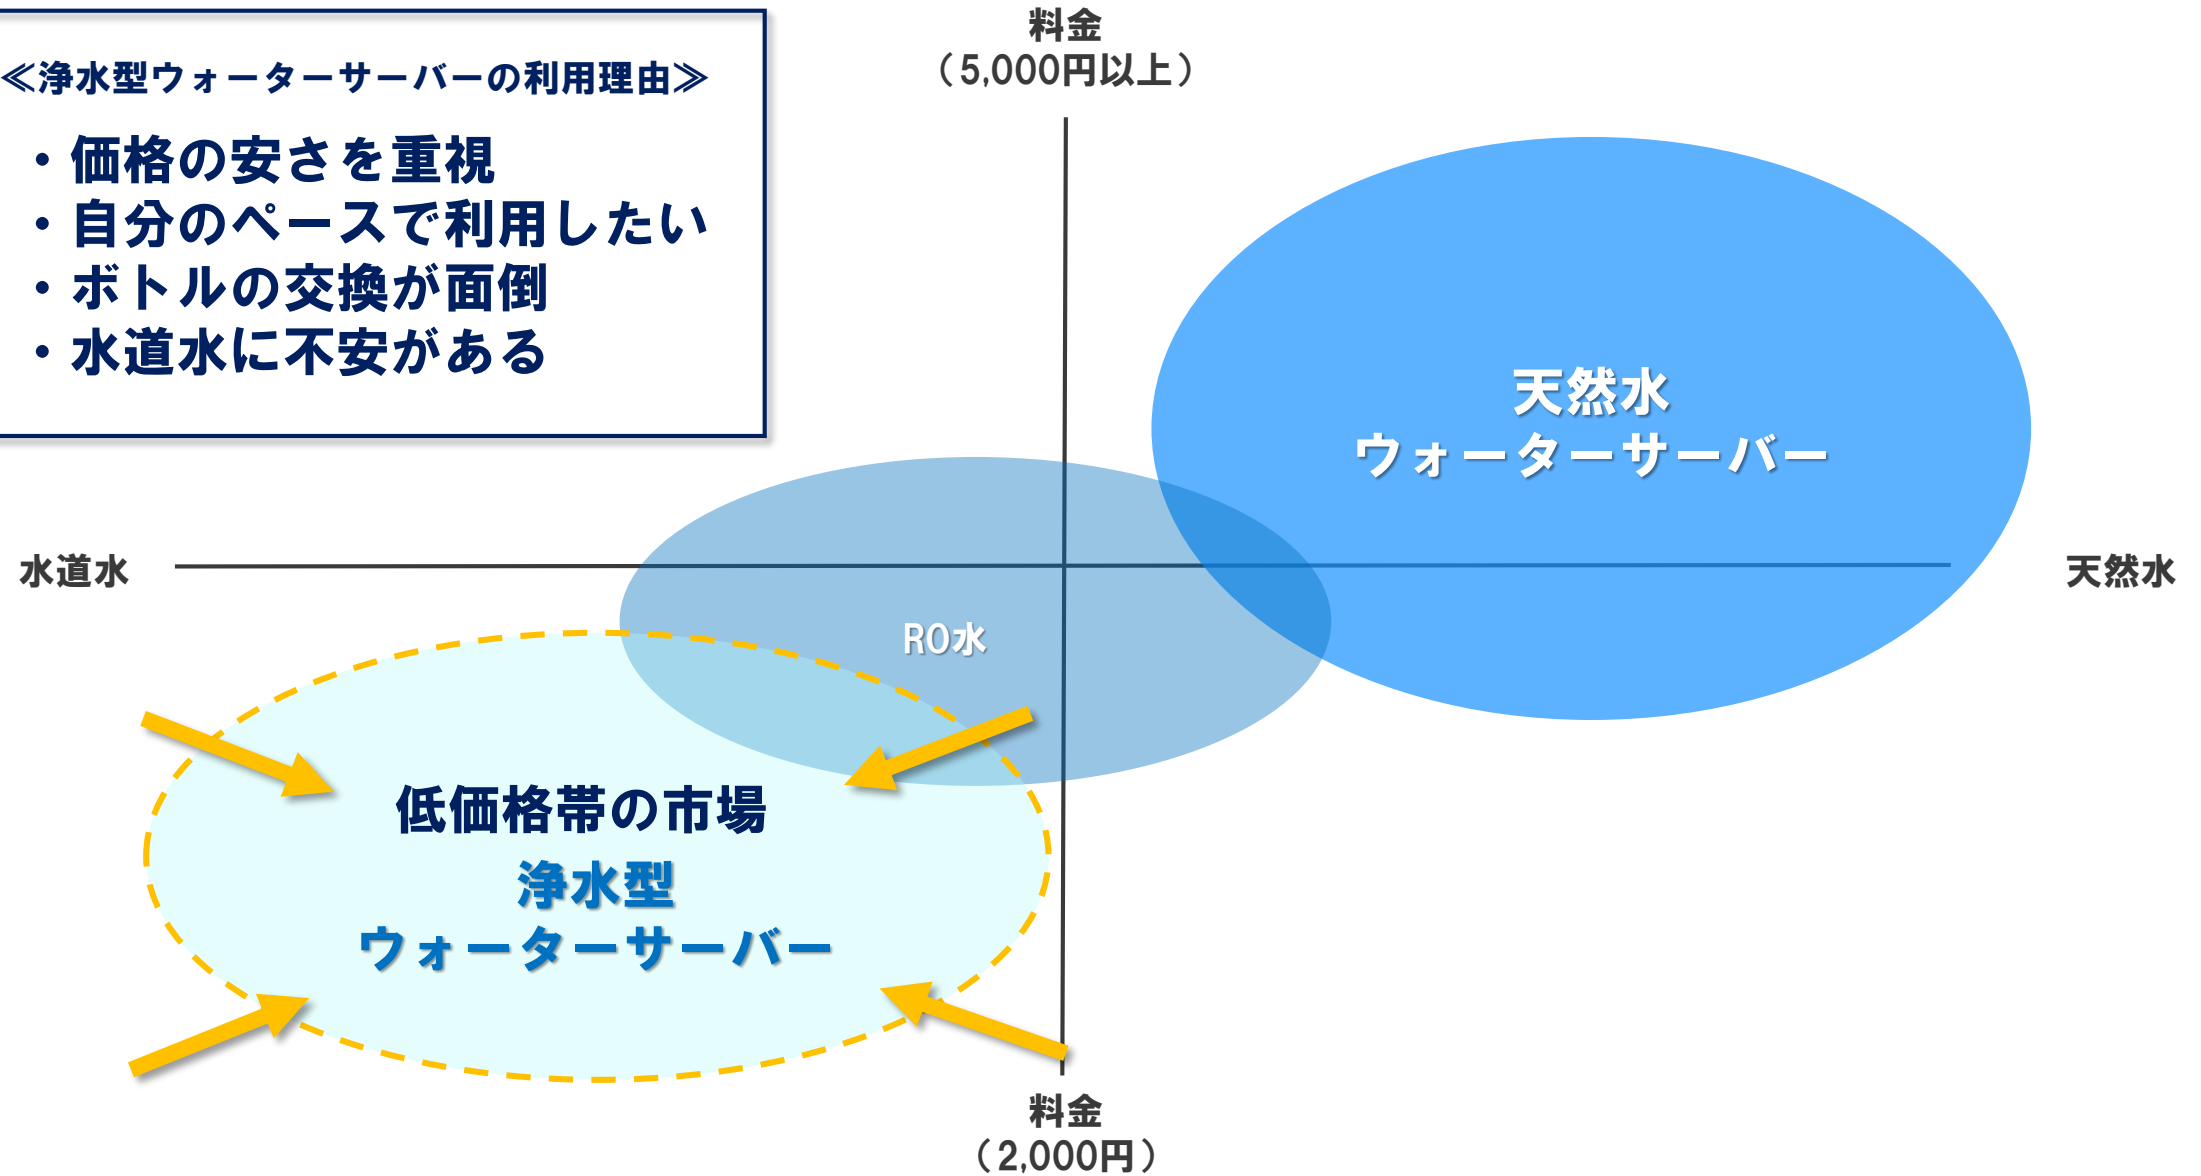 ≪浄水型ウォーターサーバーの利用理由≫
・価格の安さを重視
・自分のペースで利用したい
・ボトルの交換が面倒
・水道水に不安がある
料金
（5,000円以上）
天然水
ウォーターサーバー
水道水
天然水
RO水
低価格帯の市場
浄水型
ウォーターサーバー
料金
（2,000円）